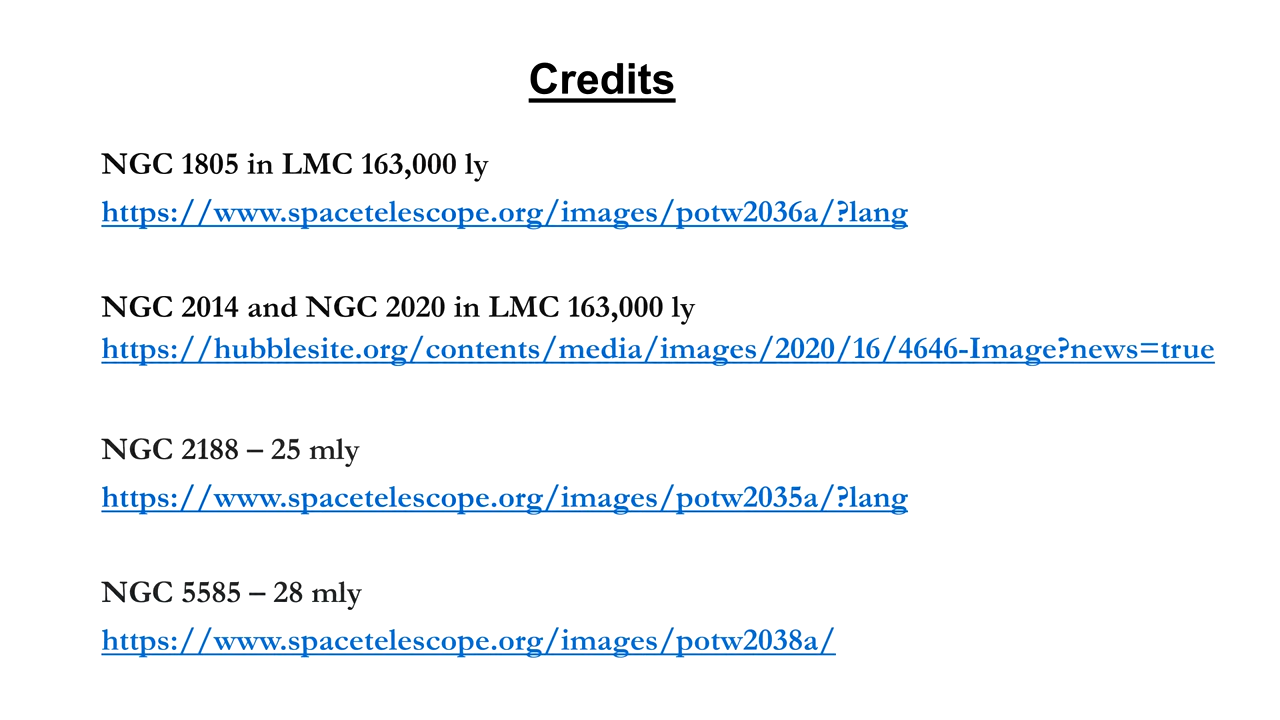 Credits
NGC 1805 in LMC 163,000 ly
https://www.spacetelescope.org/images/potw2036a/?lang
NGC 2014 and NGC 2020 in LMC 163,000 ly
https://hubblesite.org/contents/media/images/2020/16/4646-Image?news=true
NGC 2188 – 25 mly
https://www.spacetelescope.org/images/potw2035a/?lang
NGC 5585 – 28 mly
https://www.spacetelescope.org/images/potw2038a/